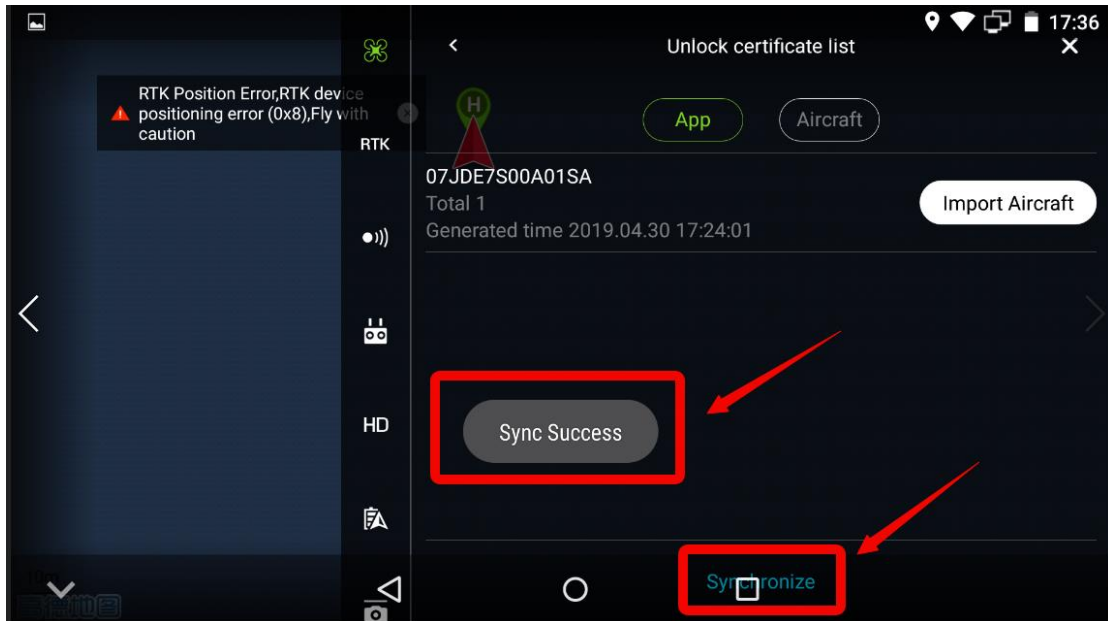 17:36
Unlock certificate list
RTK Position Error,RTK device
positioning error (0x8),Fly with
caution
RTK
H
App
Aircraft
07JDE7S00A01SA
Total 1
Generated time 2019.04.30 17:24:01
Import Aircraft
HD
Sync Success
Synchronize